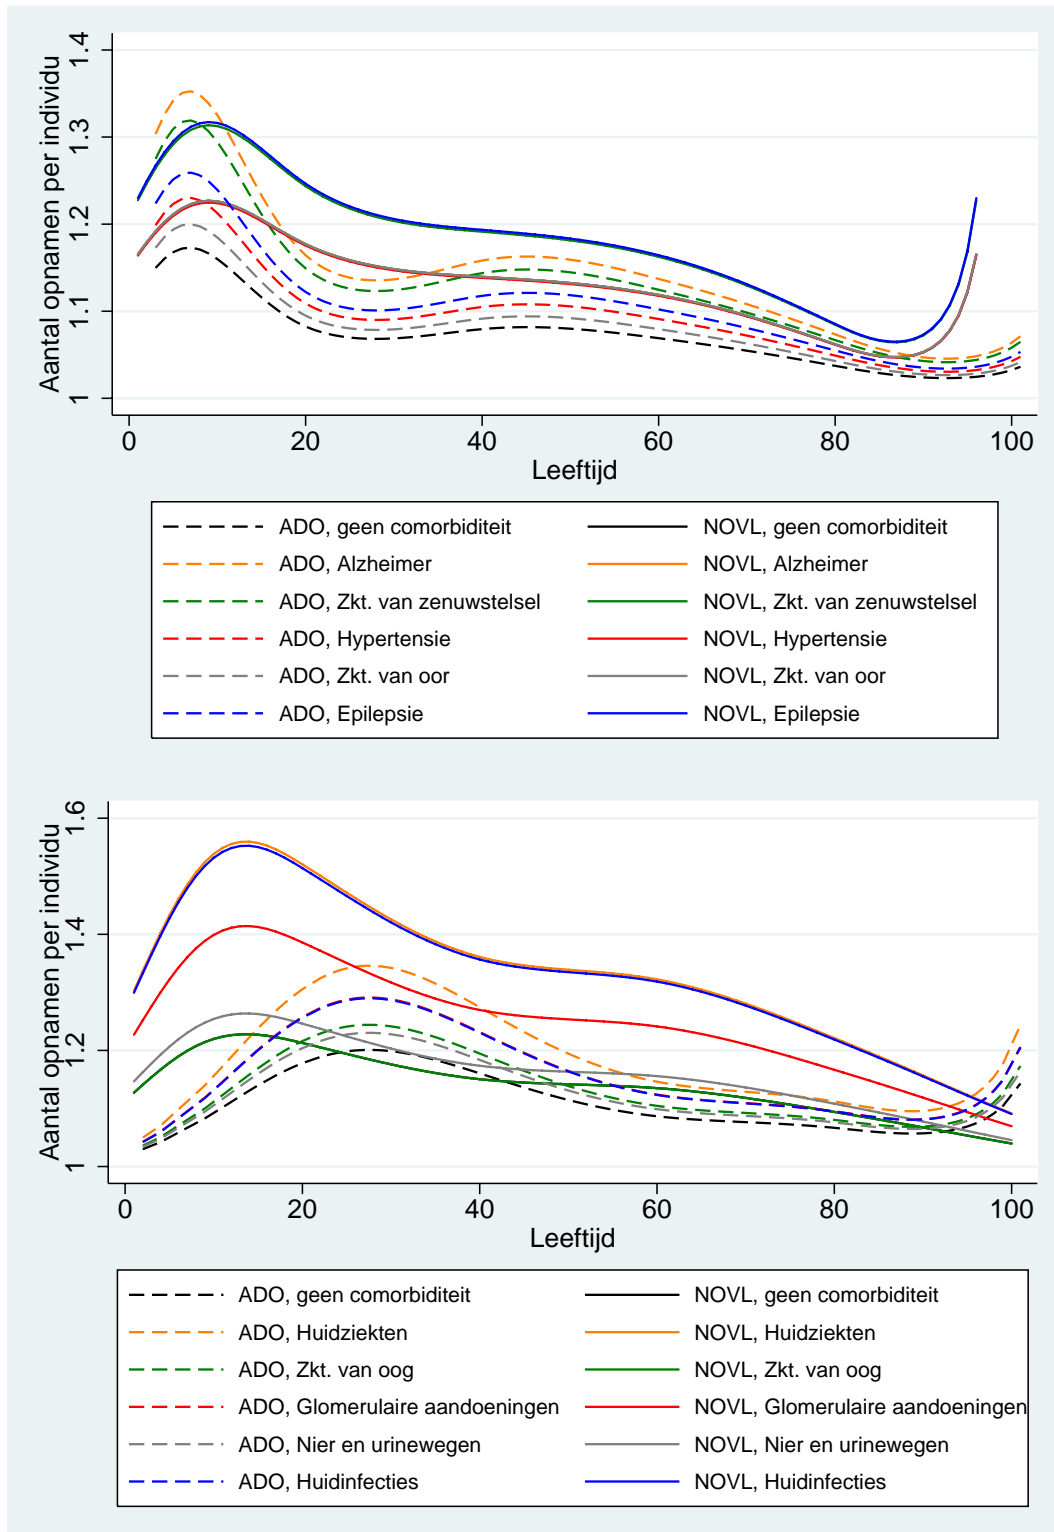 Aantal opnamen per individu
1.4
1.3
1.2
1.1
1
0 20 40 60 80 100
Leeftijd
ADO, geen comorbiditeit NOVL, geen comorbiditeit
ADO, Alzheimer NOVL, Alzheimer
ADO, Zkt. van zenuwstelsel NOVL, Zkt. van zenuwstelsel
ADO, Hypertensie NOVL, Hypertensie
ADO, Zkt. van oor NOVL, Zkt. van oor
ADO, Epilepsie NOVL, Epilepsie
Aantal opnamen per individu
1.6
1.4
1.2
1
0 20 40 60 80 100
Leeftijd
ADO, geen comorbiditeit NOVL, geen comorbiditeit
ADO, Huidziekten NOVL, Huidziekten
ADO, Zkt. van oog NOVL, Zkt. van oog
ADO, Glomerulaire aandoeningen NOVL, Glomerulaire aandoeningen
ADO, Nier en urinewegen NOVL, Nier en urinewegen
ADO, Huidinfecties NOVL, Huidinfecties